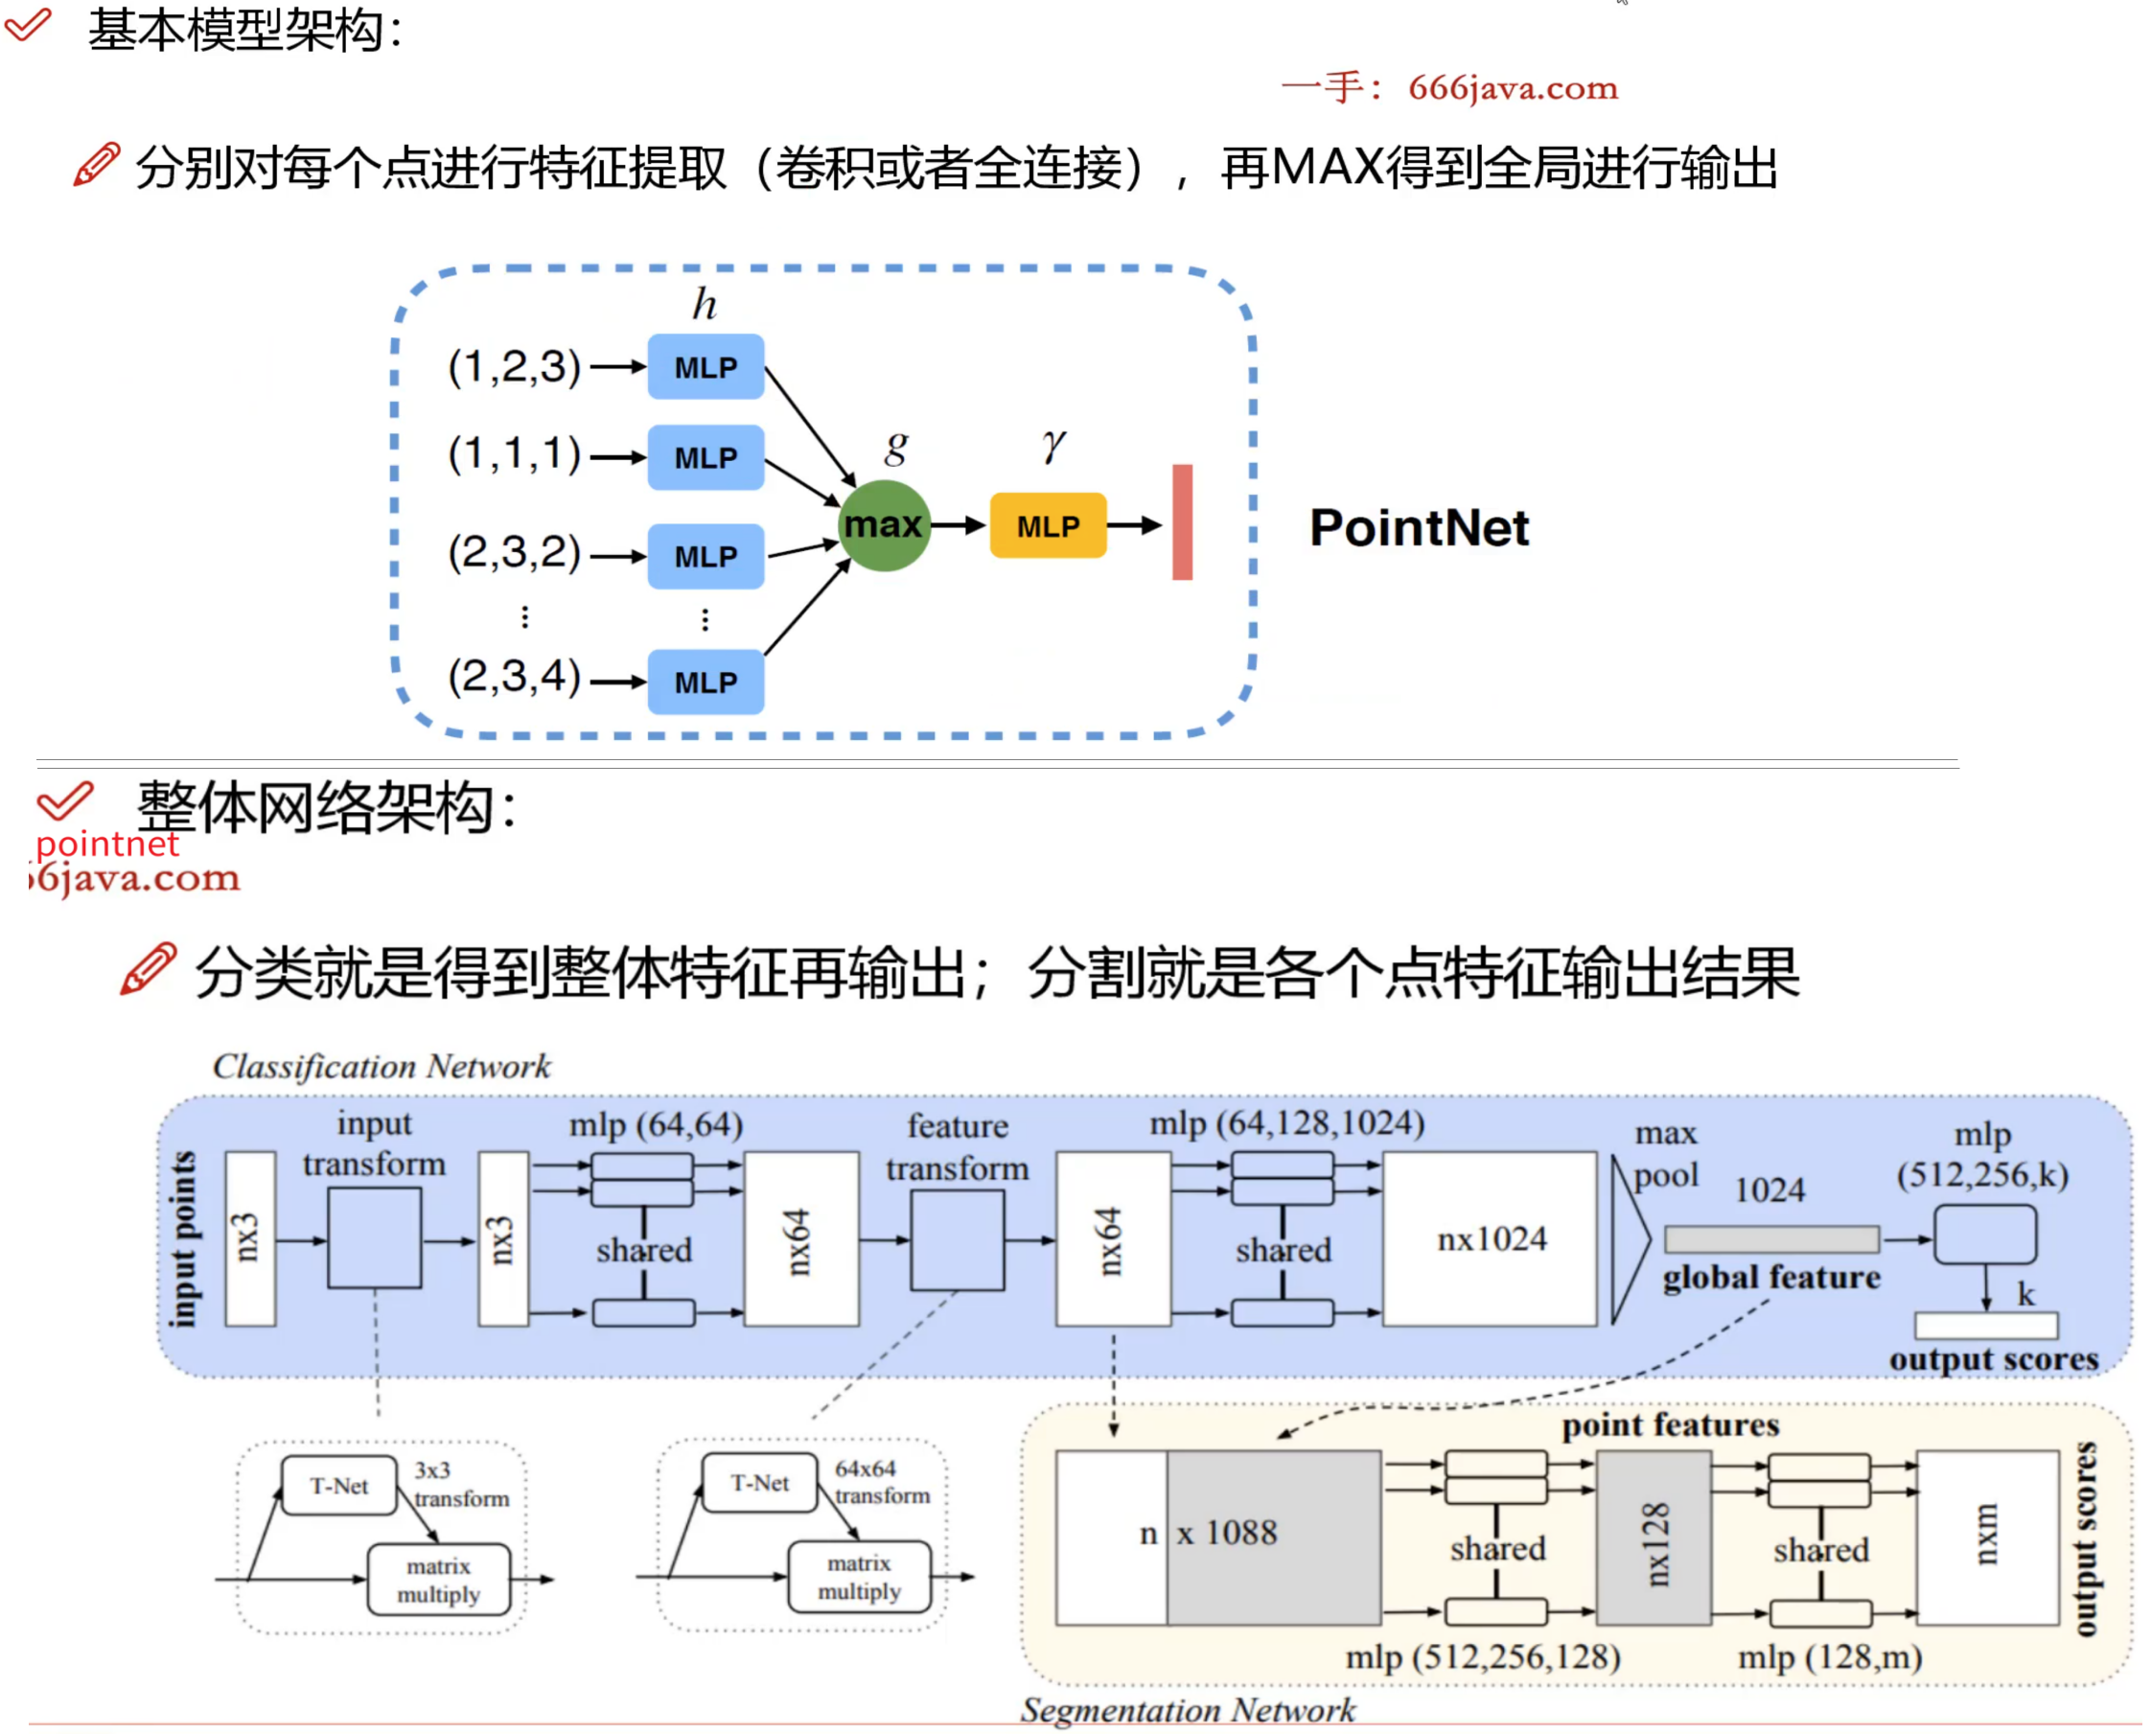 基本模型架构：
一手：666java.com
分别对每个点进行特征提取（卷积或者全连接），再MAX得到全局进行输出
h
(1,2,3) MLP
(1,1,1) MLP
g γ
max MLP
(2,3,2) MLP
PointNet
⋮ ⋮
(2,3,4) MLP
整体网络架构：
pointnet
6java.com
分类就是得到整体特征再输出；分割就是各个点特征输出结果
Classification Network
input points
nx3
input
transform
nx3
mlp (64,64)
shared
nx64
feature
transform
nx64
mlp (64,128,1024)
shared
nx1024
max
pool
1024
global feature
mlp
(512,256,k)
k
output scores
T-Net
3x3
transform
matrix
multiply
T-Net
64x64
transform
matrix
multiply
point features
n x 1088
shared
mlp (512,256,128)
nx128
shared
mlp (128,m)
nxm
output scores
Segmentation Network